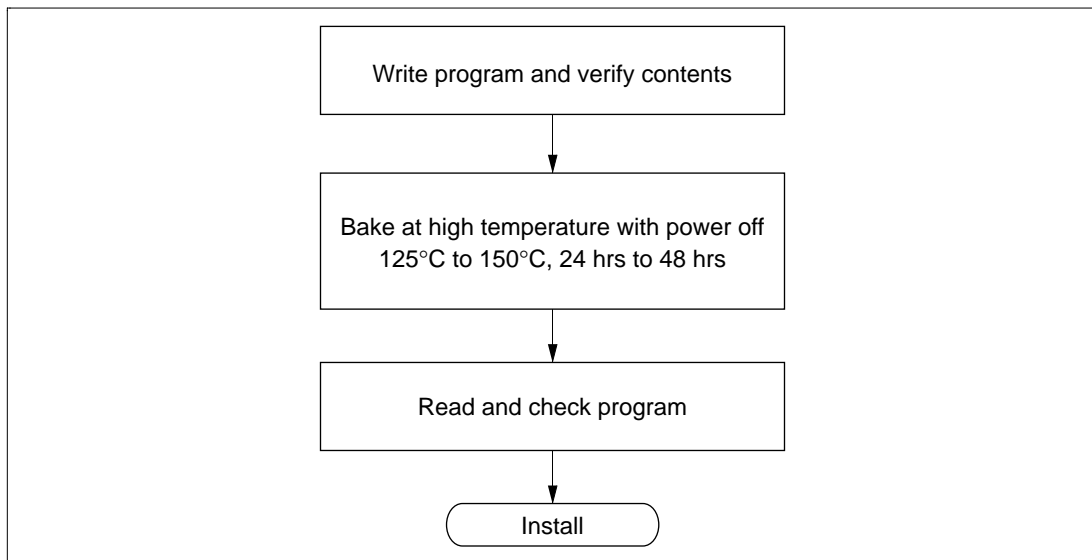 Write program and verify contents
Bake at high temperature with power off
125°C to 150°C, 24 hrs to 48 hrs
Read and check program
Install